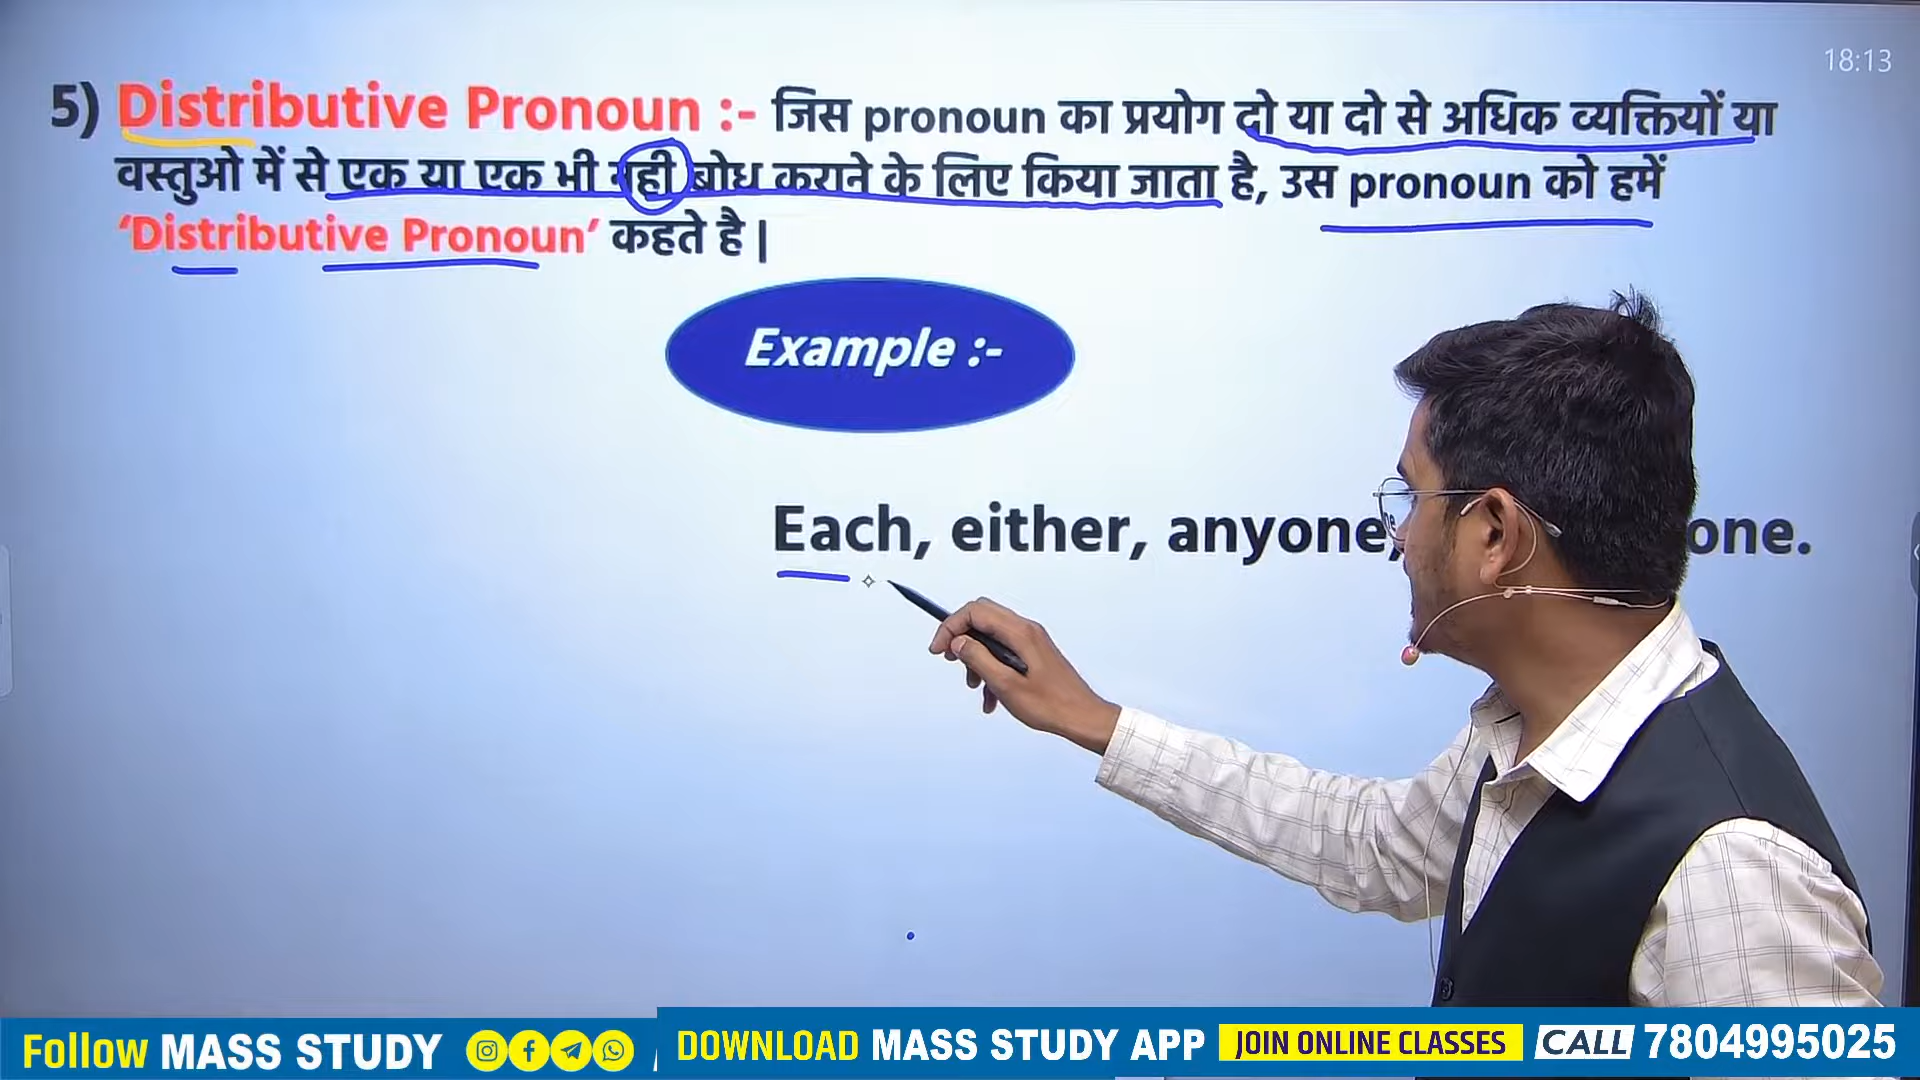 18:13
5) Distributive Pronoun :- जिस pronoun का प्रयोग दो या दो से अधिक व्यक्तियों या
वस्तुओ में से एक या एक भी नही बोध कराने के लिए किया जाता है, उस pronoun को हमें
‘Distributive Pronoun’ कहते है |
Example :-
Each, either, anyone, one.
Follow MASS STUDY
DOWNLOAD MASS STUDY APP JOIN ONLINE CLASSES CALL 7804995025